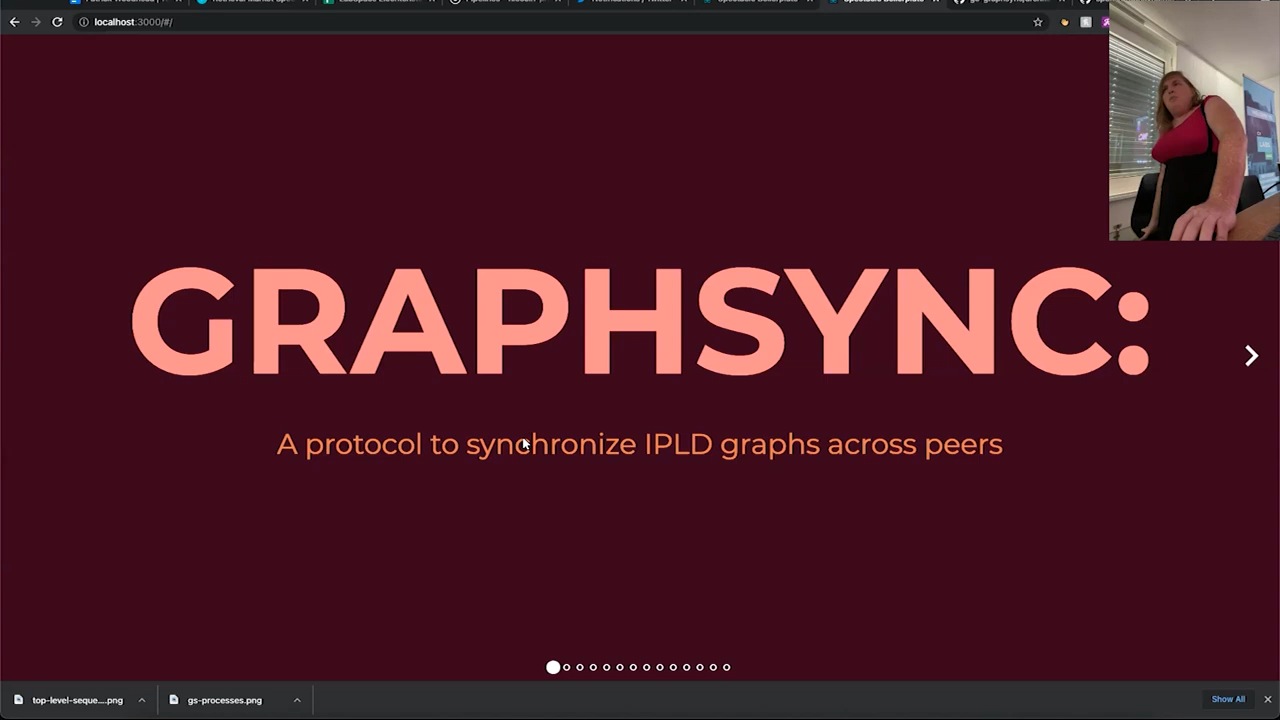 localhost:3000/#/
GRAPHSYNC:
A protocol to synchronize IPLD graphs across peers
top-level-seque....png
gs-processes.png
Show All